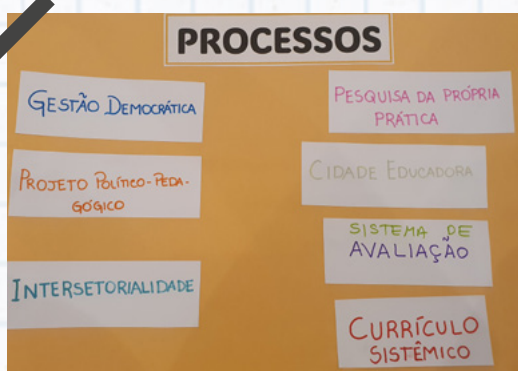 PROCESSOS
GESTÃO DEMOCRÁTICA
PROJETO POLÍTICO-PEDA-
GÓGICO
INTERSETORIALIDADE
PESQUISA DA PRÓPRIA
PRÁTICA
CIDADE EDUCADORA
SISTEMA DE
AVALIAÇÃO
CURRÍCULO
SISTÊMICO